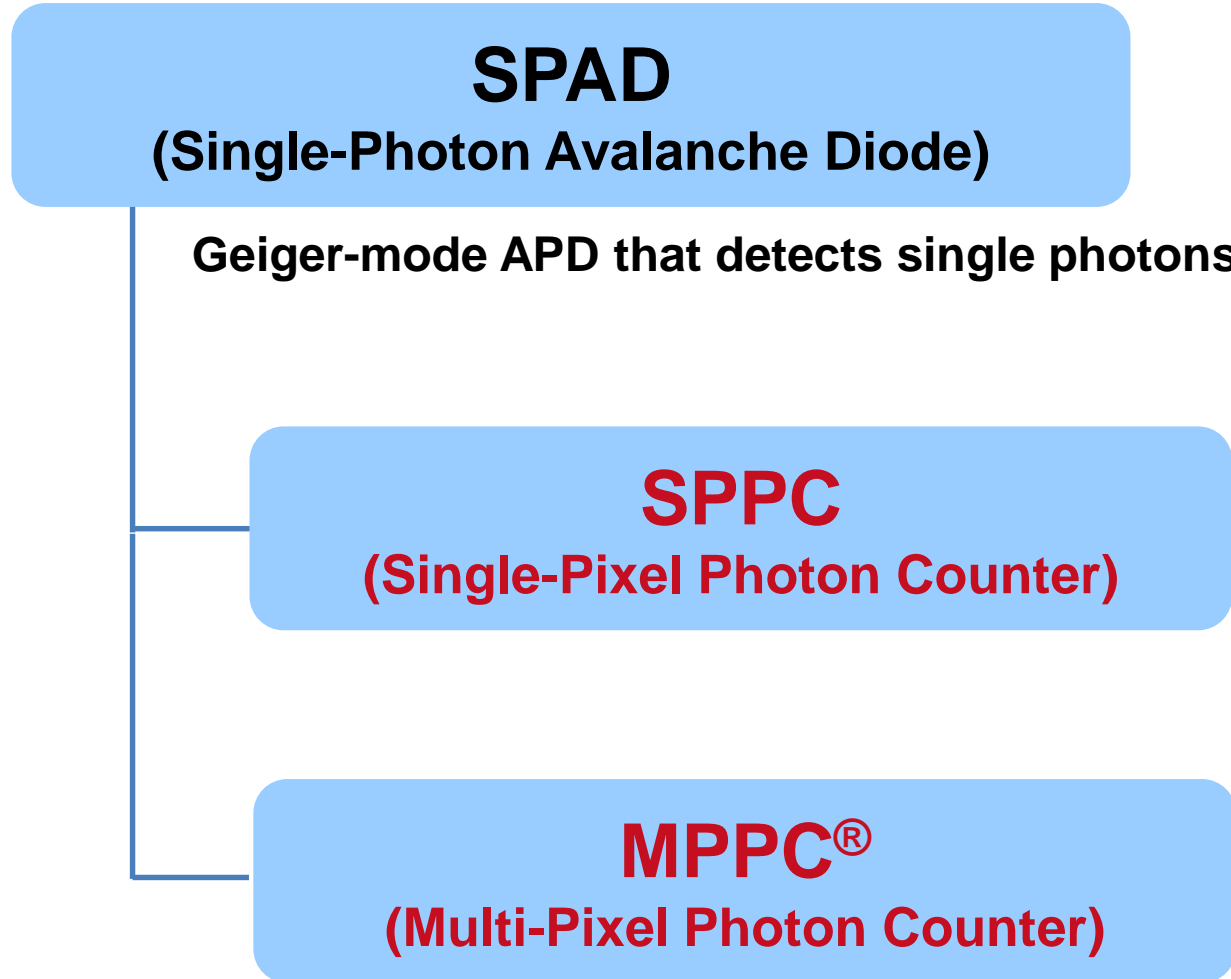 SPAD
(Single-Photon Avalanche Diode)
Geiger-mode APD that detects single photons
SPPC
(Single-Pixel Photon Counter)
MPPC®
(Multi-Pixel Photon Counter)